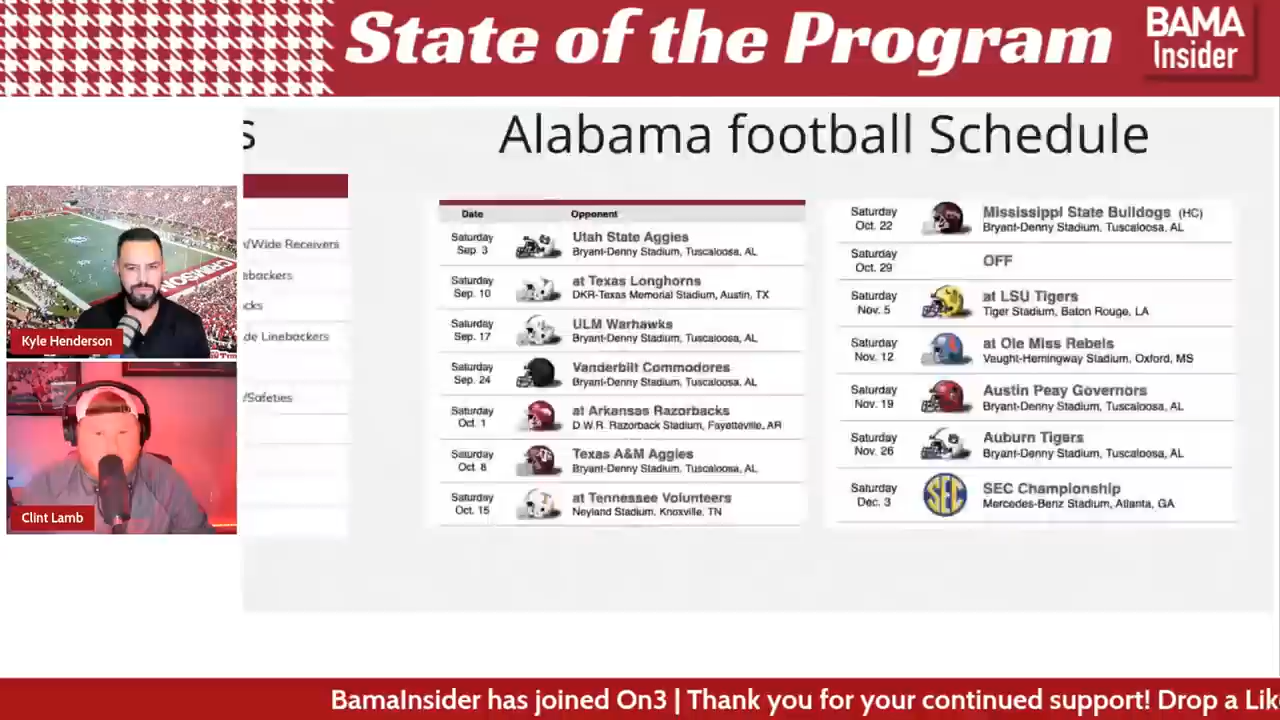 State of the Program
BAMA
Insider
s
Alabama football Schedule
/Wide Receivers
de Linebackers
/Safeties
Kyle Henderson
Clint Lamb
Date Opponent
Saturday
Sep. 3
Utah State Aggies
Bryant-Denny Stadium, Tuscaloosa, AL
Saturday
Sep. 10
at Texas Longhorns
DKR-Texas Memorial Stadium, Austin, TX
Saturday
Sep. 17
ULM Warhawks
Bryant-Denny Stadium, Tuscaloosa, AL
Saturday
Sep. 24
Vanderbilt Commodores
Bryant-Denny Stadium, Tuscaloosa, AL
Saturday
Oct. 1
at Arkansas Razorbacks
D.W.R. Razorback Stadium, Fayetteville, AR
Saturday
Oct. 8
Texas A&M Aggies
Bryant-Denny Stadium, Tuscaloosa, AL
Saturday
Oct. 15
at Tennessee Volunteers
Neyland Stadium, Knoxville, TN
Saturday
Oct. 22
Mississippi State Bulldogs (HC)
Bryant-Denny Stadium, Tuscaloosa, AL
Saturday
Oct. 29
OFF
Saturday
Nov. 5
at LSU Tigers
Tiger Stadium, Baton Rouge, LA
Saturday
Nov. 12
at Ole Miss Rebels
Vaught-Hemingway Stadium, Oxford, MS
Saturday
Nov. 19
Austin Peay Governors
Bryant-Denny Stadium, Tuscaloosa, AL
Saturday
Nov. 26
Auburn Tigers
Bryant-Denny Stadium, Tuscaloosa, AL
Saturday
Dec. 3
SEC
SEC Championship
Mercedes-Benz Stadium, Atlanta, GA
BamaInsider has joined On3 | Thank you for your continued support! Drop a Lik